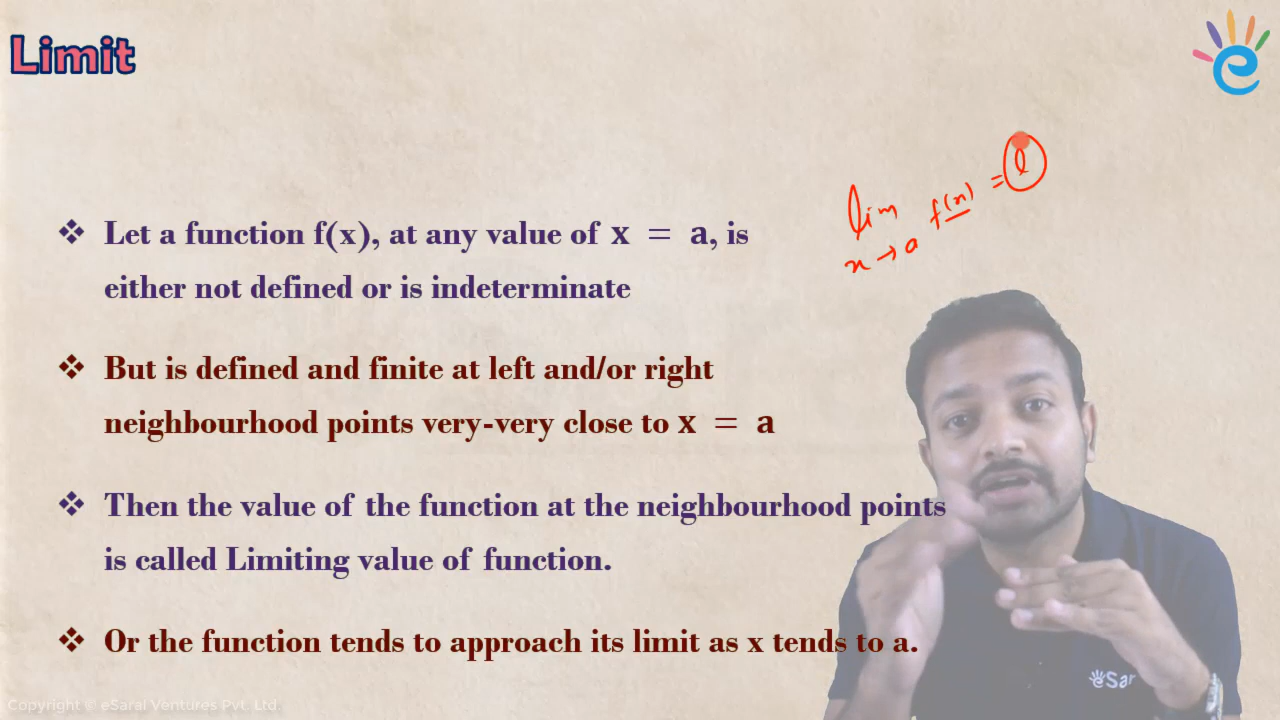 Limit
lim f(x) = l
x → a
❖ Let a function f(x), at any value of x = a, is
either not defined or is indeterminate
❖ But is defined and finite at left and/or right
neighbourhood points very-very close to x = a
❖ Then the value of the function at the neighbourhood points
is called Limiting value of function.
❖ Or the function tends to approach its limit as x tends to a.
eSar
Copyright © eSaral Ventures Pvt. Ltd.